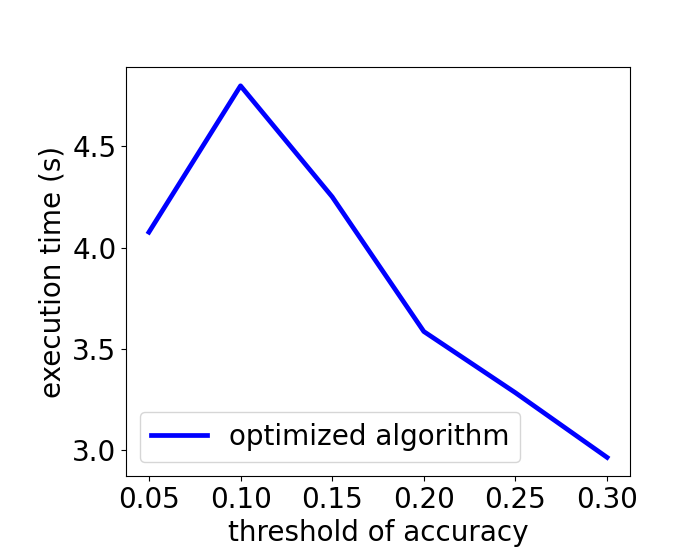 execution time (s)
4.5
4.0
3.5
3.0
optimized algorithm
0.05 0.10 0.15 0.20 0.25 0.30
threshold of accuracy